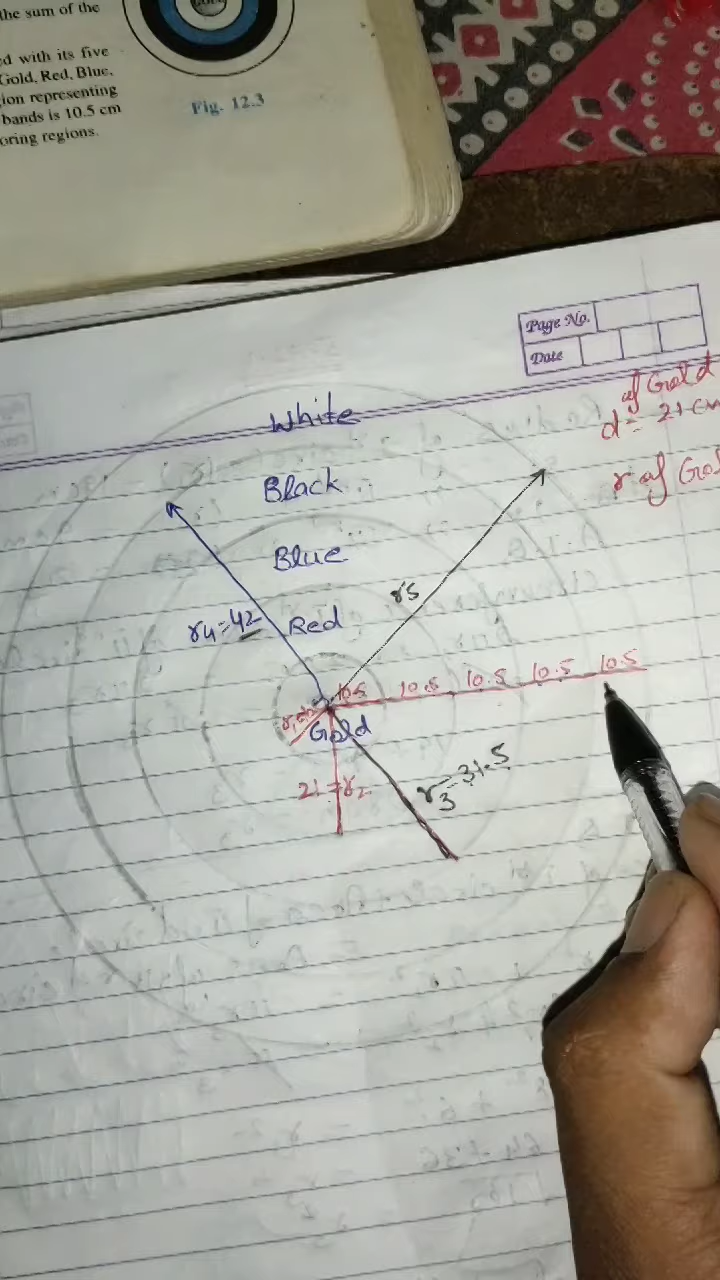 the sum of the
ed with its five
Gold, Red, Blue,
ion representing
bands is 10.5 cm
oring regions.
Fig. 12.3
Page No.
Date
of Gold
d = 21 cm
r of Gol
White
Black
Blue
Red
Gold
r4 = 42
r5
10.5 10.5 10.5 10.5 10.5
21 = r2
r3 = 31.5